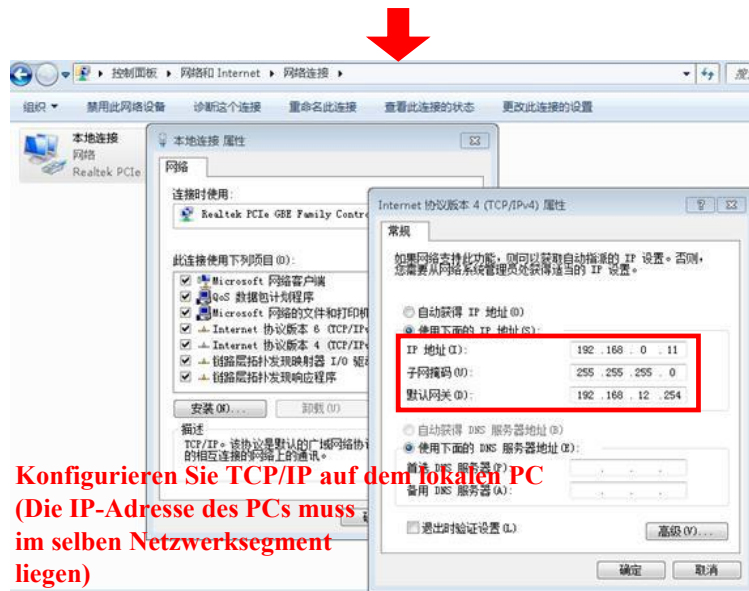 控制面板 ▸ 网络和 Internet ▸ 网络连接 ▸
组织 ▼ 禁用此网络设备 诊断这个连接 重命名此连接 查看此连接的状态 更改此连接的设置
本地连接
网络
Realtek PCIe
本地连接 属性
网络
连接时使用:
Realtek PCIe GBE Family Contro
此连接使用下列项目(O):
Microsoft 网络客户端
QoS 数据包计划程序
Microsoft 网络的文件和打印机
Internet 协议版本 6 (TCP/IPv
Internet 协议版本 4 (TCP/IPv
链路层拓扑发现映射器 I/O 驱动
链路层拓扑发现响应程序
安装(N)... 卸载(U)
描述
TCP/IP。该协议是默认的广域网络协议
的相互连接的网络上的通讯。
Internet 协议版本 4 (TCP/IPv4) 属性
常规
如果网络支持此功能，则可以获取自动指派的 IP 设置。否则，
您需要从网络系统管理员处获得适当的 IP 设置。
自动获得 IP 地址(O)
使用下面的 IP 地址(S):
IP 地址(I): 192 .168 . 0 . 11
子网掩码(U): 255 .255 .255 . 0
默认网关(D): 192 .168 . 12 .254
自动获得 DNS 服务器地址(B)
使用下面的 DNS 服务器地址(E):
首选 DNS 服务器(P):
备用 DNS 服务器(A):
退出时验证设置(L)
高级(V)...
确定 取消
Konfigurieren Sie TCP/IP auf dem lokalen PC
(Die IP-Adresse des PCs muss
im selben Netzwerksegment
liegen)